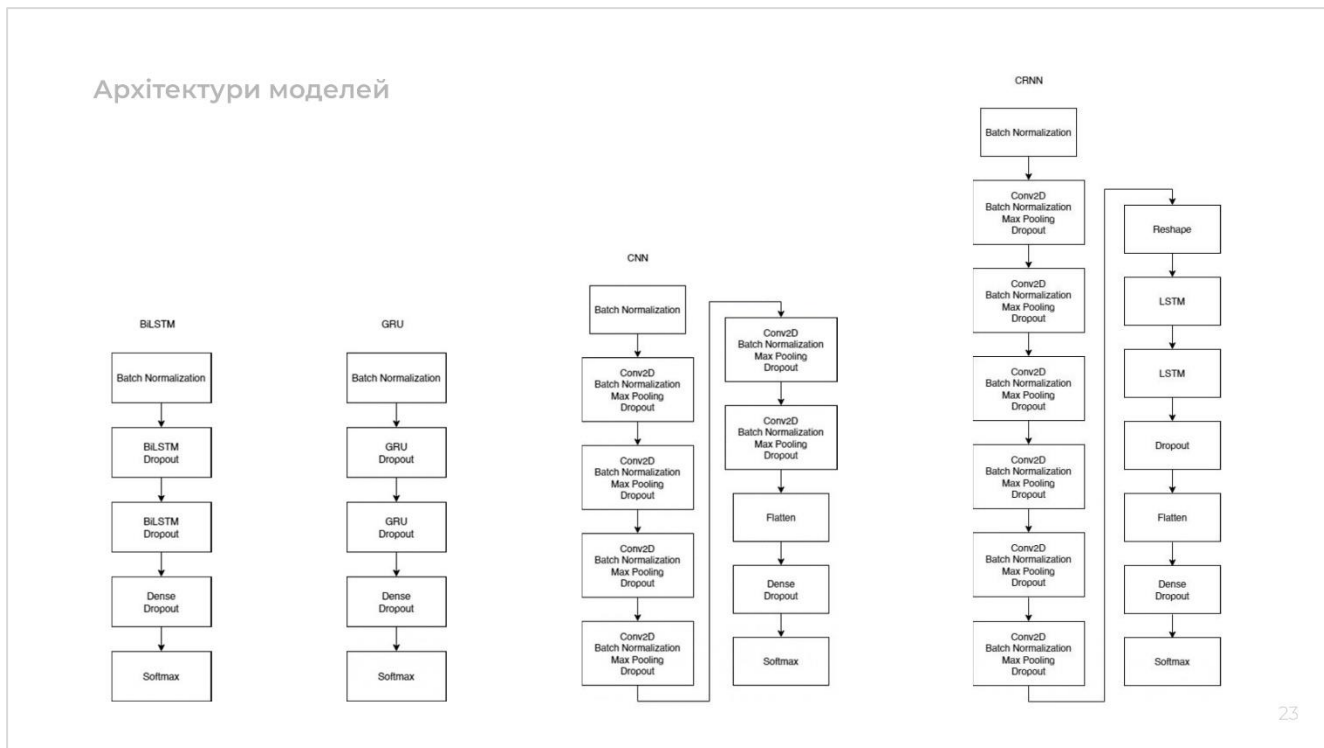 Архітектури моделей
BiLSTM
Batch Normalization
BiLSTM
Dropout
BiLSTM
Dropout
Dense
Dropout
Softmax
GRU
Batch Normalization
GRU
Dropout
GRU
Dropout
Dense
Dropout
Softmax
CNN
Batch Normalization
Conv2D
Batch Normalization
Max Pooling
Dropout
Conv2D
Batch Normalization
Max Pooling
Dropout
Conv2D
Batch Normalization
Max Pooling
Dropout
Conv2D
Batch Normalization
Max Pooling
Dropout
Conv2D
Batch Normalization
Max Pooling
Dropout
Conv2D
Batch Normalization
Max Pooling
Dropout
Flatten
Dense
Dropout
Softmax
CRNN
Batch Normalization
Conv2D
Batch Normalization
Max Pooling
Dropout
Conv2D
Batch Normalization
Max Pooling
Dropout
Conv2D
Batch Normalization
Max Pooling
Dropout
Conv2D
Batch Normalization
Max Pooling
Dropout
Conv2D
Batch Normalization
Max Pooling
Dropout
Conv2D
Batch Normalization
Max Pooling
Dropout
Reshape
LSTM
LSTM
Dropout
Flatten
Dense
Dropout
Softmax
23